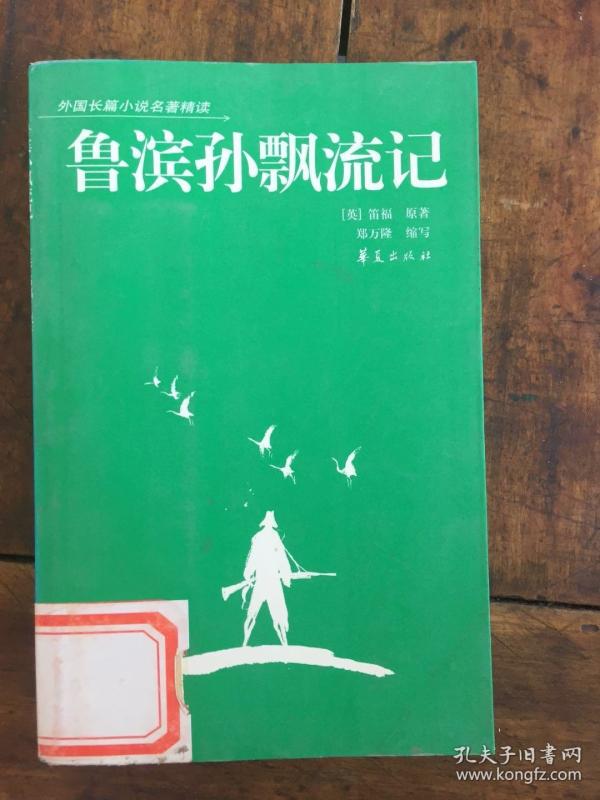 外国长篇小说名著精读
鲁滨孙飘流记
[英] 笛福 原著
郑万隆 缩写
华夏出版社
孔夫子旧书网
www.kongfz.com